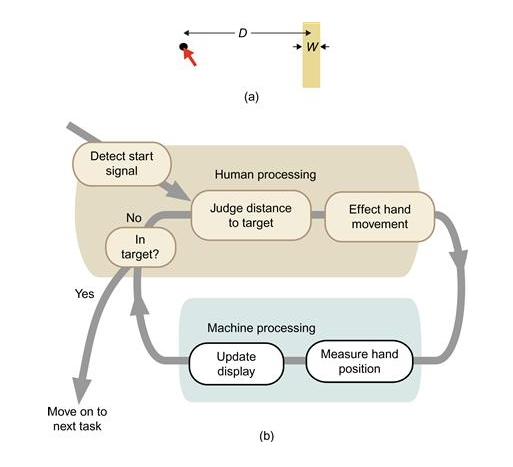 D
W
(a)
Detect start
signal
Human processing
Judge distance
to target
Effect hand
movement
No
In
target?
Yes
Machine processing
Update
display
Measure hand
position
Move on to
next task
(b)